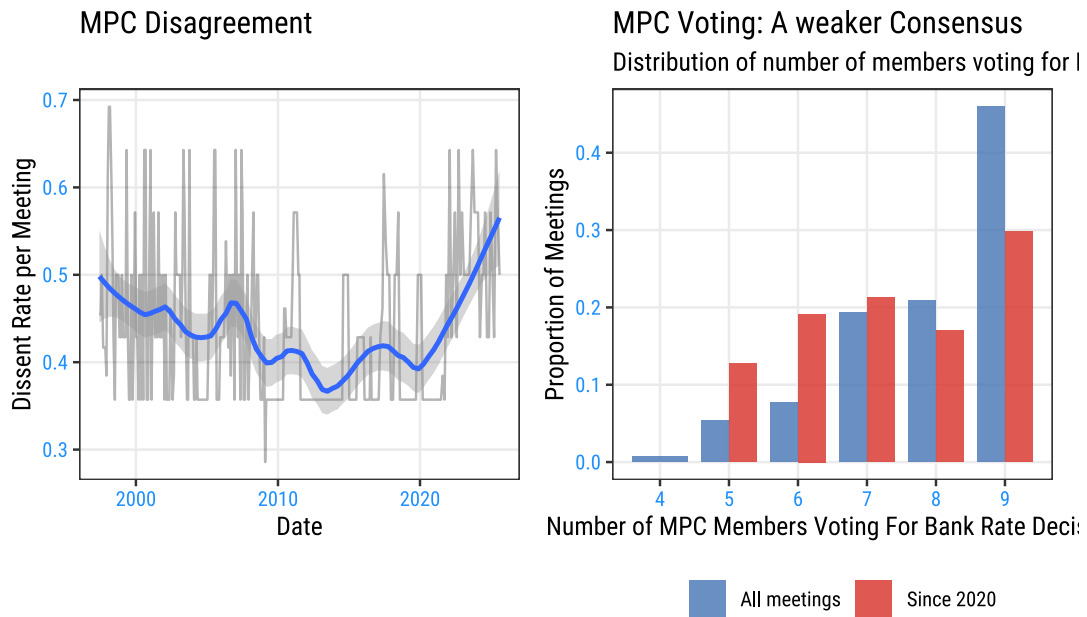 MPC Disagreement
Dissent Rate per Meeting
0.7
0.6
0.5
0.4
0.3
2000
2010
2020
Date
MPC Voting: A weaker Consensus
Distribution of number of members voting for
Proportion of Meetings
0.4
0.3
0.2
0.1
0.0
4
5
6
7
8
9
Number of MPC Members Voting For Bank Rate Decis
All meetings
Since 2020